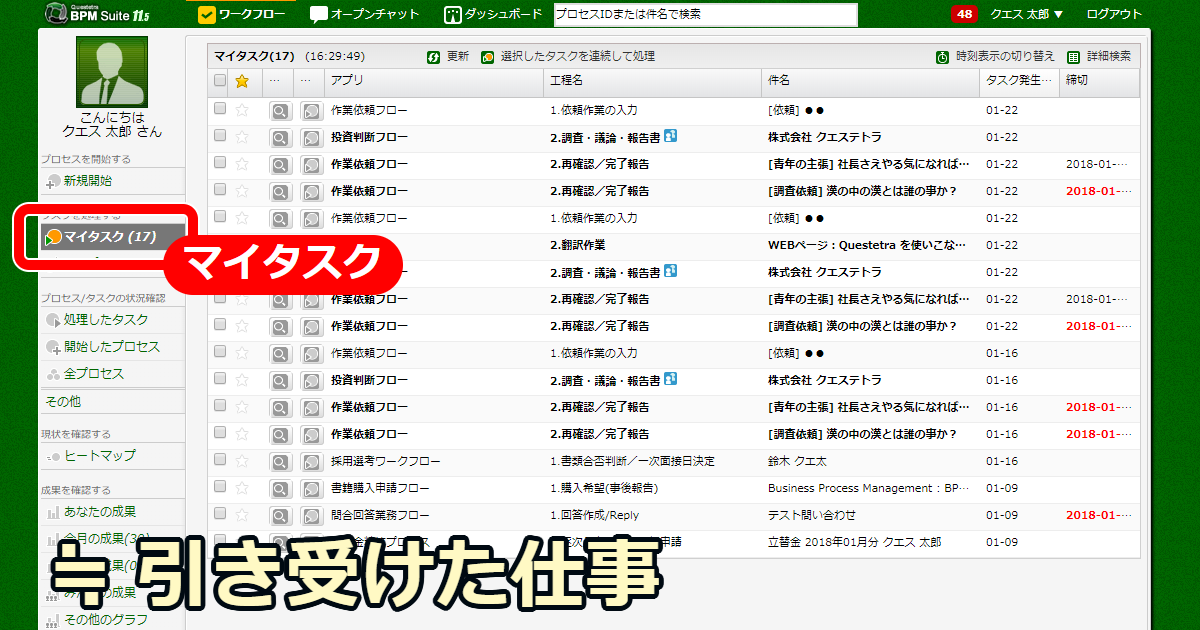 Questetra
BPM Suite 11.5
ワークフロー オープンチャット ダッシュボード プロセスIDまたは件名で検索 48 クエス 太郎 ▼ ログアウト
こんにちは
クエス 太郎 さん
プロセスを開始する
新規開始
タスクを処理する
マイタスク (17)
マイタスク
プロセス/タスクの状況確認
処理したタスク
開始したプロセス
全プロセス
その他
現状を確認する
ヒートマップ
成果を確認する
あなたの成果
今月の成果(30)
みんなの成果
その他のグラフ
マイタスク(17) (16:29:49) 更新 選択したタスクを連続して処理 時刻表示の切り替え 詳細検索
… … アプリ 工程名 件名 タスク発生… 締切
作業依頼フロー 1.依頼作業の入力 [依頼] ●● 01-22
投資判断フロー 2.調査・議論・報告書 株式会社 クエステトラ 01-22
作業依頼フロー 2.再確認／完了報告 [青年の主張] 社長さえやる気になれば… 01-22 2018-01-…
作業依頼フロー 2.再確認／完了報告 [調査依頼] 漢の中の漢とは誰の事か？ 01-22 2018-01-…
作業依頼フロー 1.依頼作業の入力 [依頼] ●● 01-22
2.翻訳作業 WEBページ：Questetra を使いこな… 01-22
ー 2.調査・議論・報告書 株式会社 クエステトラ 01-22
作業依頼フロー 2.再確認／完了報告 [青年の主張] 社長さえやる気になれば… 01-22 2018-01-…
作業依頼フロー 2.再確認／完了報告 [調査依頼] 漢の中の漢とは誰の事か？ 01-22 2018-01-…
作業依頼フロー 1.依頼作業の入力 [依頼] ●● 01-16
投資判断フロー 2.調査・議論・報告書 株式会社 クエステトラ 01-16
作業依頼フロー 2.再確認／完了報告 [青年の主張] 社長さえやる気になれば… 01-16 2018-01-…
作業依頼フロー 2.再確認／完了報告 [調査依頼] 漢の中の漢とは誰の事か？ 01-16 2018-01-…
採用選考ワークフロー 1.書類合否判断／一次面接日決定 鈴木 クエ太 01-16
書籍購入申請フロー 1.購入希望(事後報告) Business Process Management : BP… 01-09
問合回答業務フロー 1.回答作成/Reply テスト問い合わせ 01-09 2018-01-…
申請 立替金 2018年01月分 クエス 太郎 01-09
≒ 引き受けた仕事